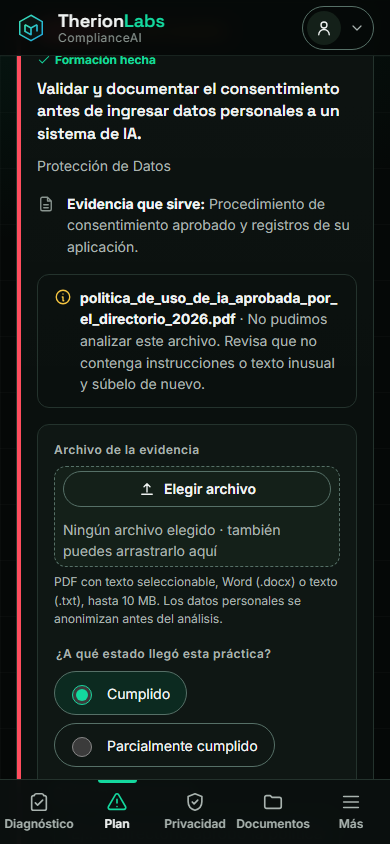 TherionLabs
ComplianceAI
Formación hecha
Validar y documentar el consentimiento
antes de ingresar datos personales a un
sistema de IA.
Protección de Datos
Evidencia que sirve: Procedimiento de
consentimiento aprobado y registros de su
aplicación.
politica_de_uso_de_ia_aprobada_por_
el_directorio_2026.pdf · No pudimos
analizar este archivo. Revisa que no
contenga instrucciones o texto inusual
y súbelo de nuevo.
Archivo de la evidencia
Elegir archivo
Ningún archivo elegido · también
puedes arrastrarlo aquí
PDF con texto seleccionable, Word (.docx) o texto
(.txt), hasta 10 MB. Los datos personales se
anonimizan antes del análisis.
¿A qué estado llegó esta práctica?
Cumplido
Parcialmente cumplido
Diagnóstico
Plan
Privacidad
Documentos
Más